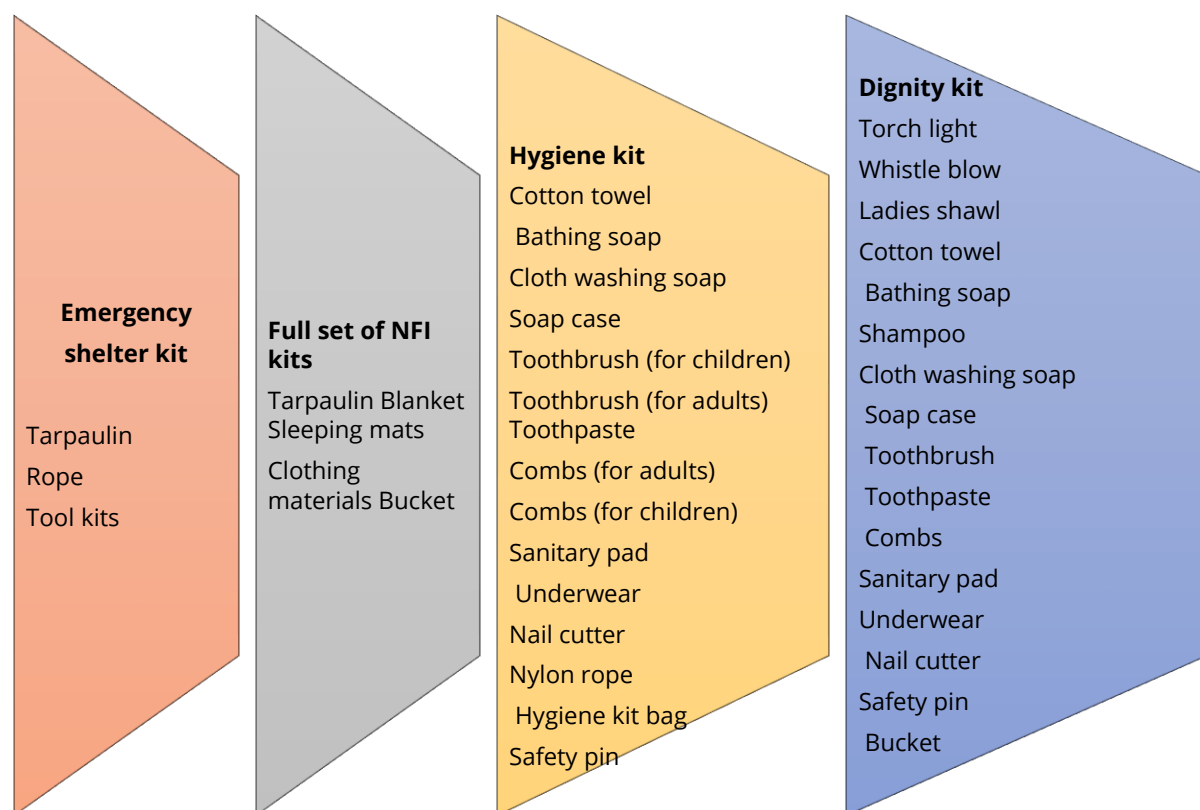 Emergency
shelter kit
Tarpaulin
Rope
Tool kits
Full set of NFI
kits
Tarpaulin Blanket
Sleeping mats
Clothing
materials Bucket
Hygiene kit
Cotton towel
Bathing soap
Cloth washing soap
Soap case
Toothbrush (for children)
Toothbrush (for adults)
Toothpaste
Combs (for adults)
Combs (for children)
Sanitary pad
Underwear
Nail cutter
Nylon rope
Hygiene kit bag
Safety pin
Dignity kit
Torch light
Whistle blow
Ladies shawl
Cotton towel
Bathing soap
Shampoo
Cloth washing soap
Soap case
Toothbrush
Toothpaste
Combs
Sanitary pad
Underwear
Nail cutter
Safety pin
Bucket